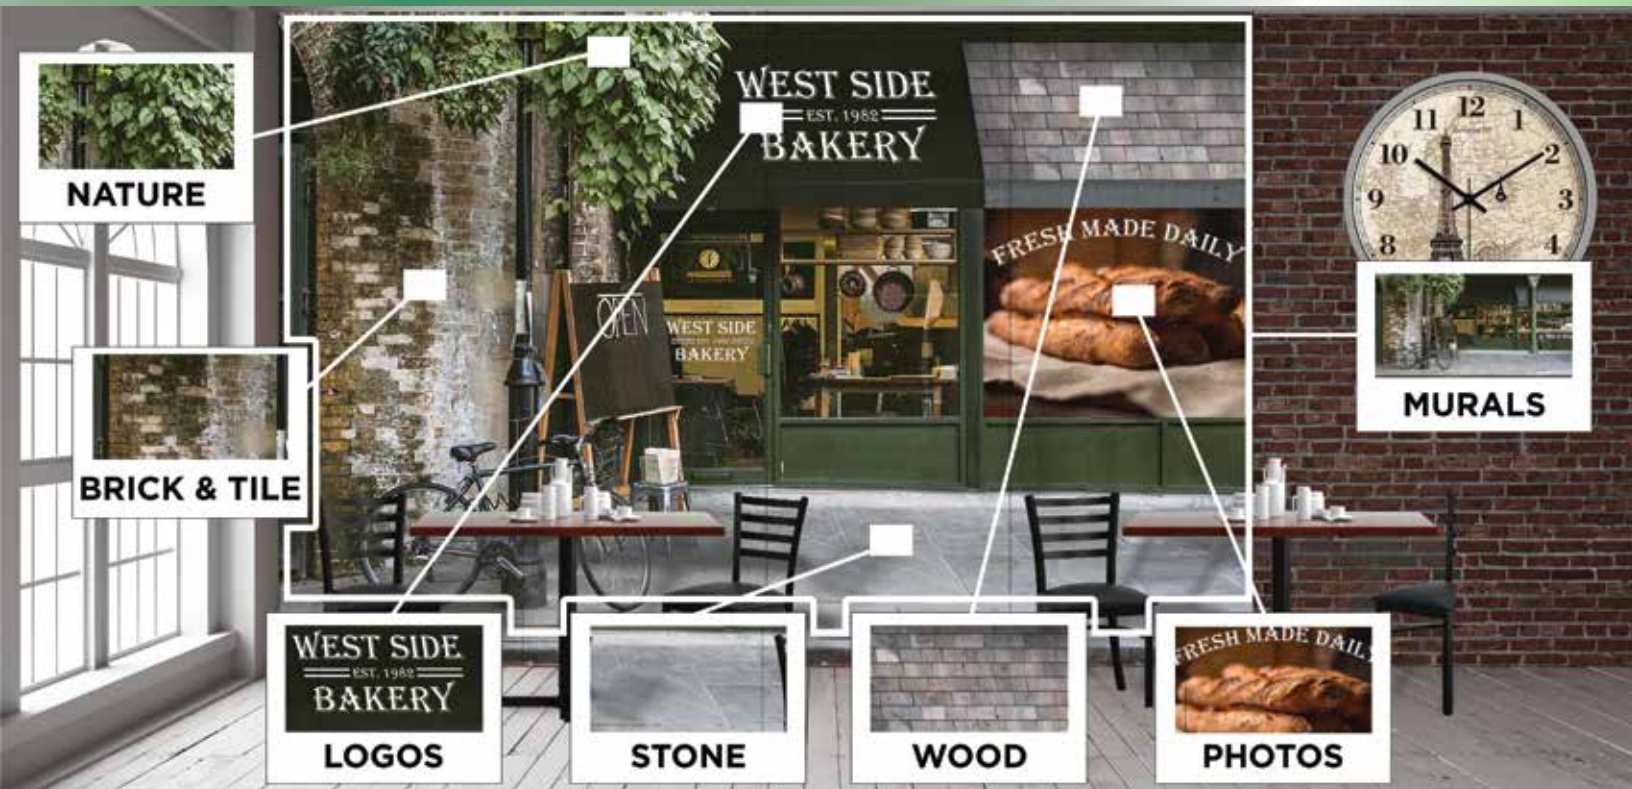 NATURE
BRICK & TILE
WEST SIDE
EST. 1982
BAKERY
OPEN
WEST SIDE
BAKERY
FRESH MADE DAILY
11 12 1
10 2
9 3
8 4
MURALS
WEST SIDE
EST. 1982
BAKERY
LOGOS
STONE
WOOD
FRESH MADE DAIL
PHOTOS